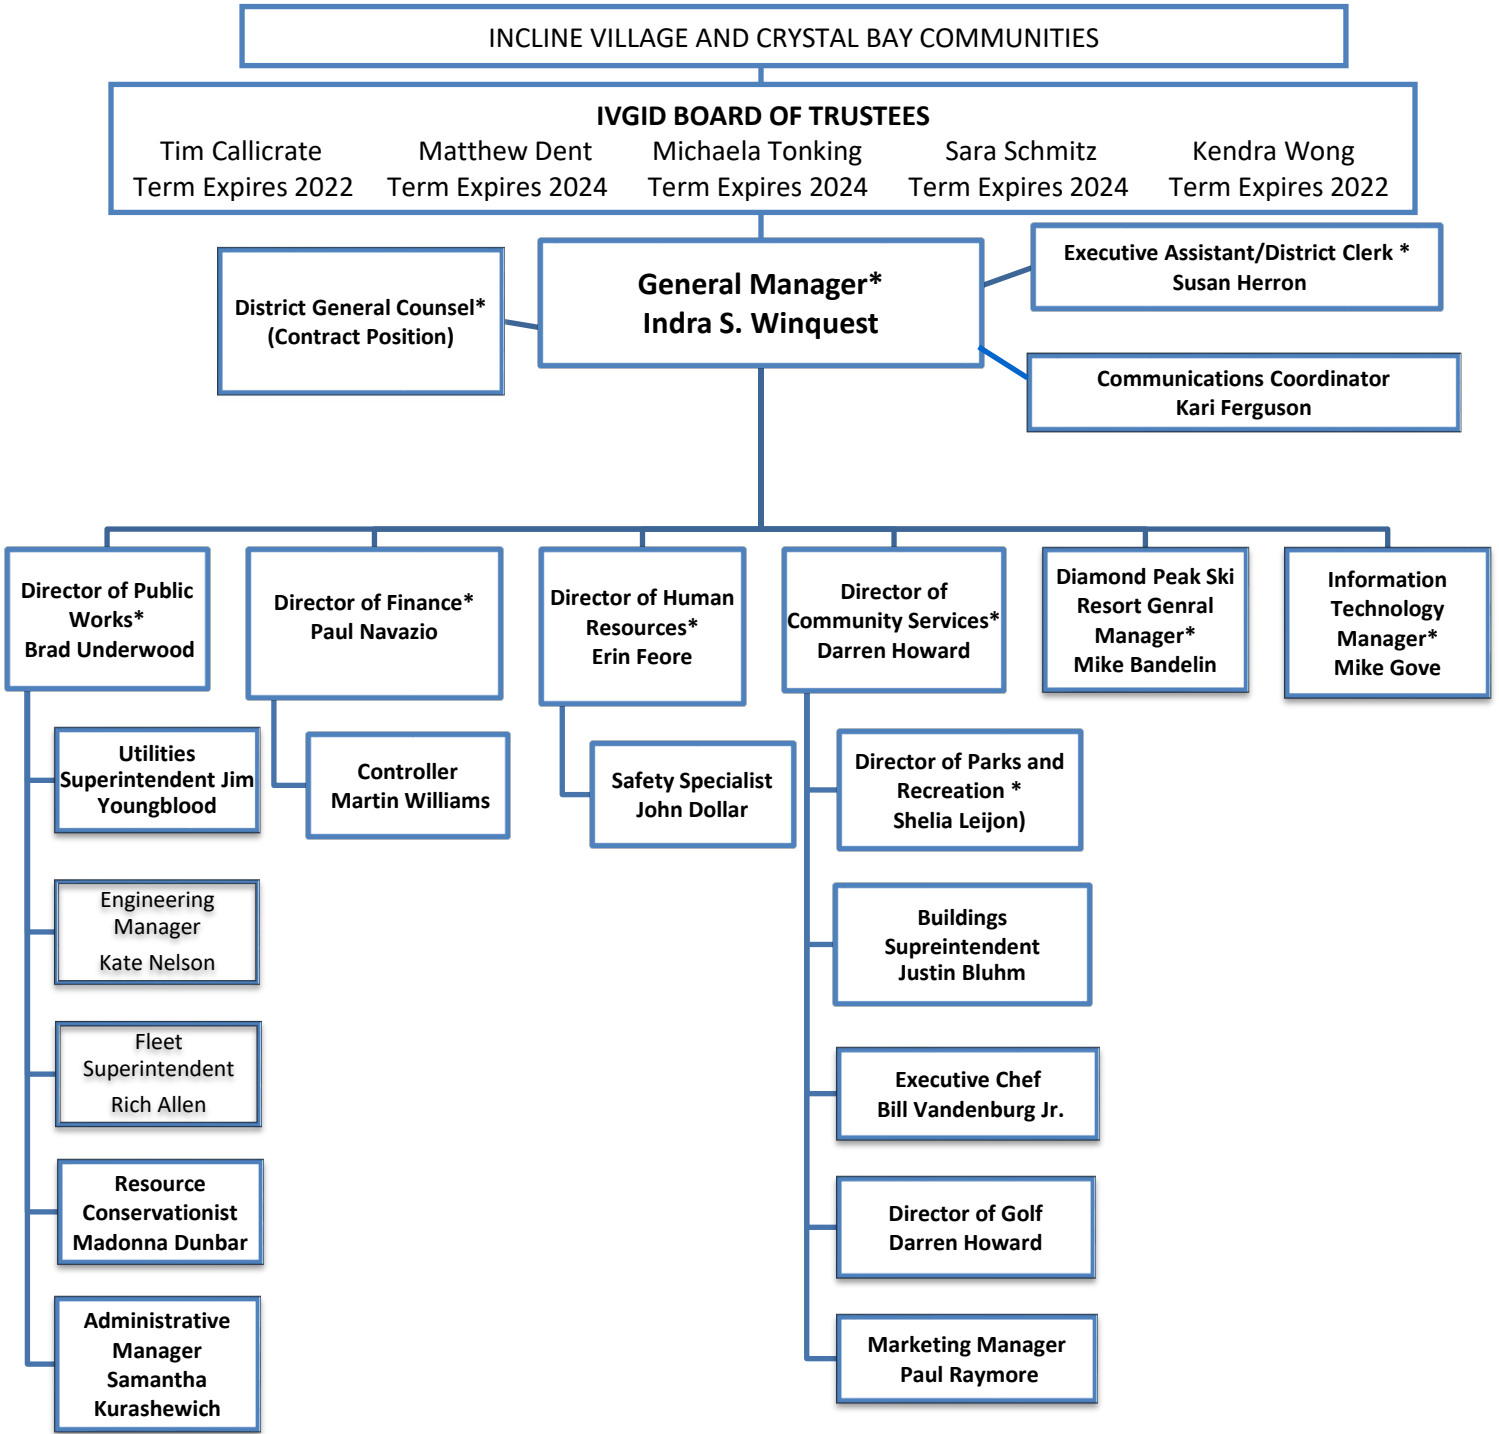 INCLINE VILLAGE AND CRYSTAL BAY COMMUNITIES
IVGID BOARD OF TRUSTEES
Tim Callicrate Matthew Dent Michaela Tonking Sara Schmitz Kendra Wong
Term Expires 2022 Term Expires 2024 Term Expires 2024 Term Expires 2024 Term Expires 2022
General Manager*
Indra S. Winquest
District General Counsel*
(Contract Position)
Executive Assistant/District Clerk *
Susan Herron
Communications Coordinator
Kari Ferguson
Director of Public
Works*
Brad Underwood
Director of Finance*
Paul Navazio
Director of Human
Resources*
Erin Feore
Director of
Community Services*
Darren Howard
Diamond Peak Ski
Resort Genral
Manager*
Mike Bandelin
Information
Technology
Manager*
Mike Gove
Utilities
Superintendent Jim
Youngblood
Engineering
Manager
Kate Nelson
Fleet
Superintendent
Rich Allen
Resource
Conservationist
Madonna Dunbar
Administrative
Manager
Samantha
Kurashewich
Controller
Martin Williams
Safety Specialist
John Dollar
Director of Parks and
Recreation *
Shelia Leijon)
Buildings
Supreintendent
Justin Bluhm
Executive Chef
Bill Vandenburg Jr.
Director of Golf
Darren Howard
Marketing Manager
Paul Raymore